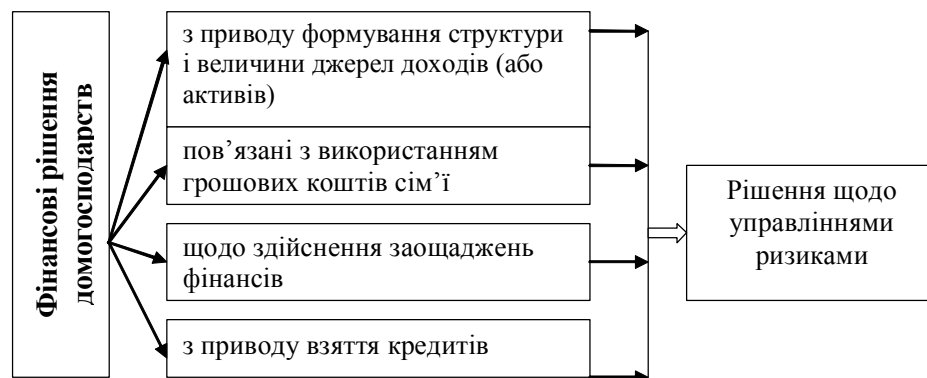 Фінансові рішення
домогосподарств
з приводу формування структури
і величини джерел доходів (або
активів)
пов’язані з використанням
грошових коштів сім’ї
щодо здійснення заощаджень
фінансів
з приводу взяття кредитів
Рішення щодо
управліннями
ризиками